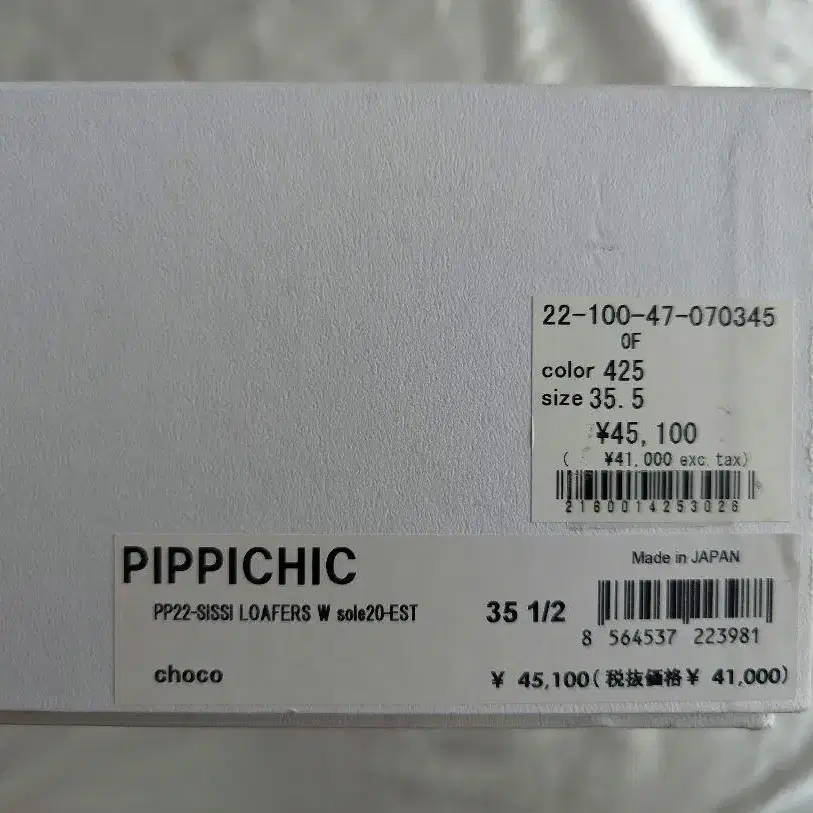 22-100-47-070345
OF
color 425
size 35.5
¥45,100
( ¥41,000 exc. tax)
2160014253026
PIPPICHIC
Made in JAPAN
PP22-SISSI LOAFERS W sole20-EST
35 1/2
8 564537 223981
choco
¥ 45,100(税抜価格¥ 41,000)